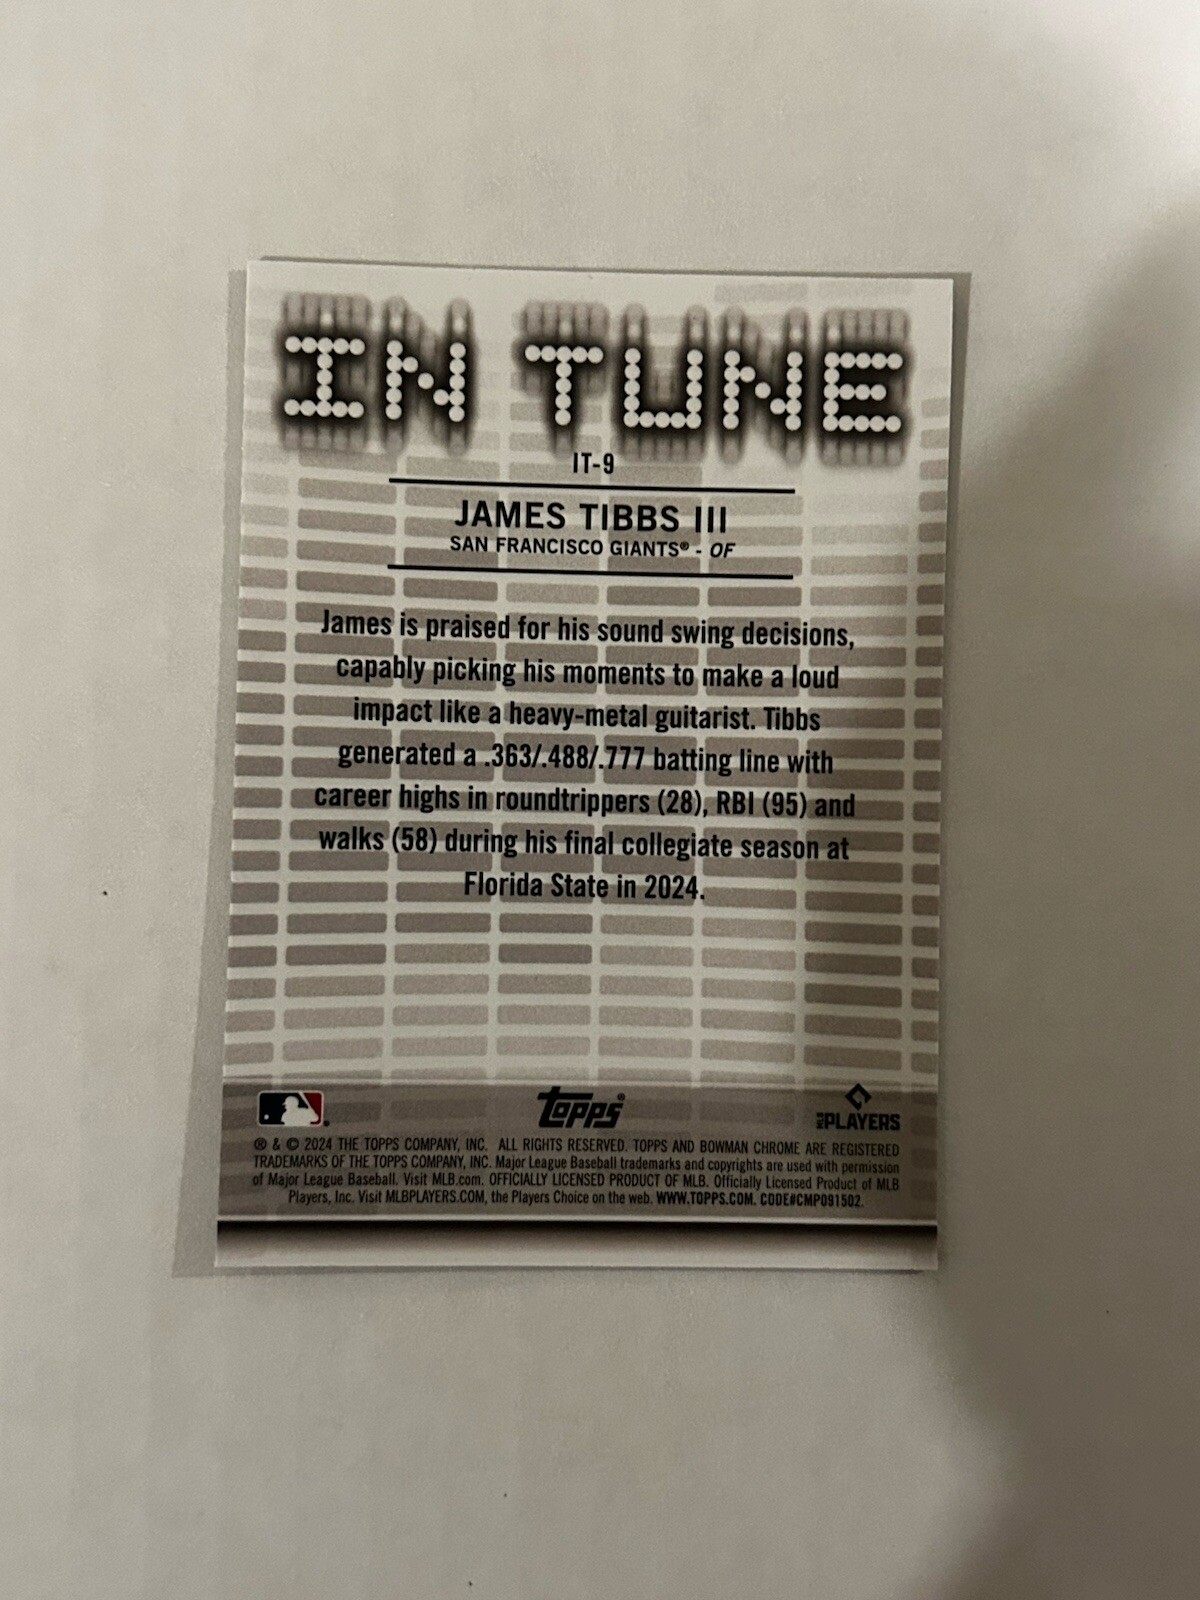 IN TUNE
IT-9
JAMES TIBBS III
SAN FRANCISCO GIANTS® - OF
James is praised for his sound swing decisions,
capably picking his moments to make a loud
impact like a heavy-metal guitarist. Tibbs
generated a .363/.488/.777 batting line with
career highs in roundtrippers (28), RBI (95) and
walks (58) during his final collegiate season at
Florida State in 2024.
topps
MLB PLAYERS
® & © 2024 THE TOPPS COMPANY, INC. ALL RIGHTS RESERVED. TOPPS AND BOWMAN CHROME ARE REGISTERED
TRADEMARKS OF THE TOPPS COMPANY, INC. Major League Baseball trademarks and copyrights are used with permission
of Major League Baseball. Visit MLB.com. OFFICIALLY LICENSED PRODUCT OF MLB. Officially Licensed Product of MLB
Players, Inc. Visit MLBPLAYERS.COM, the Players Choice on the web. WWW.TOPPS.COM. CODE#CMP091502.